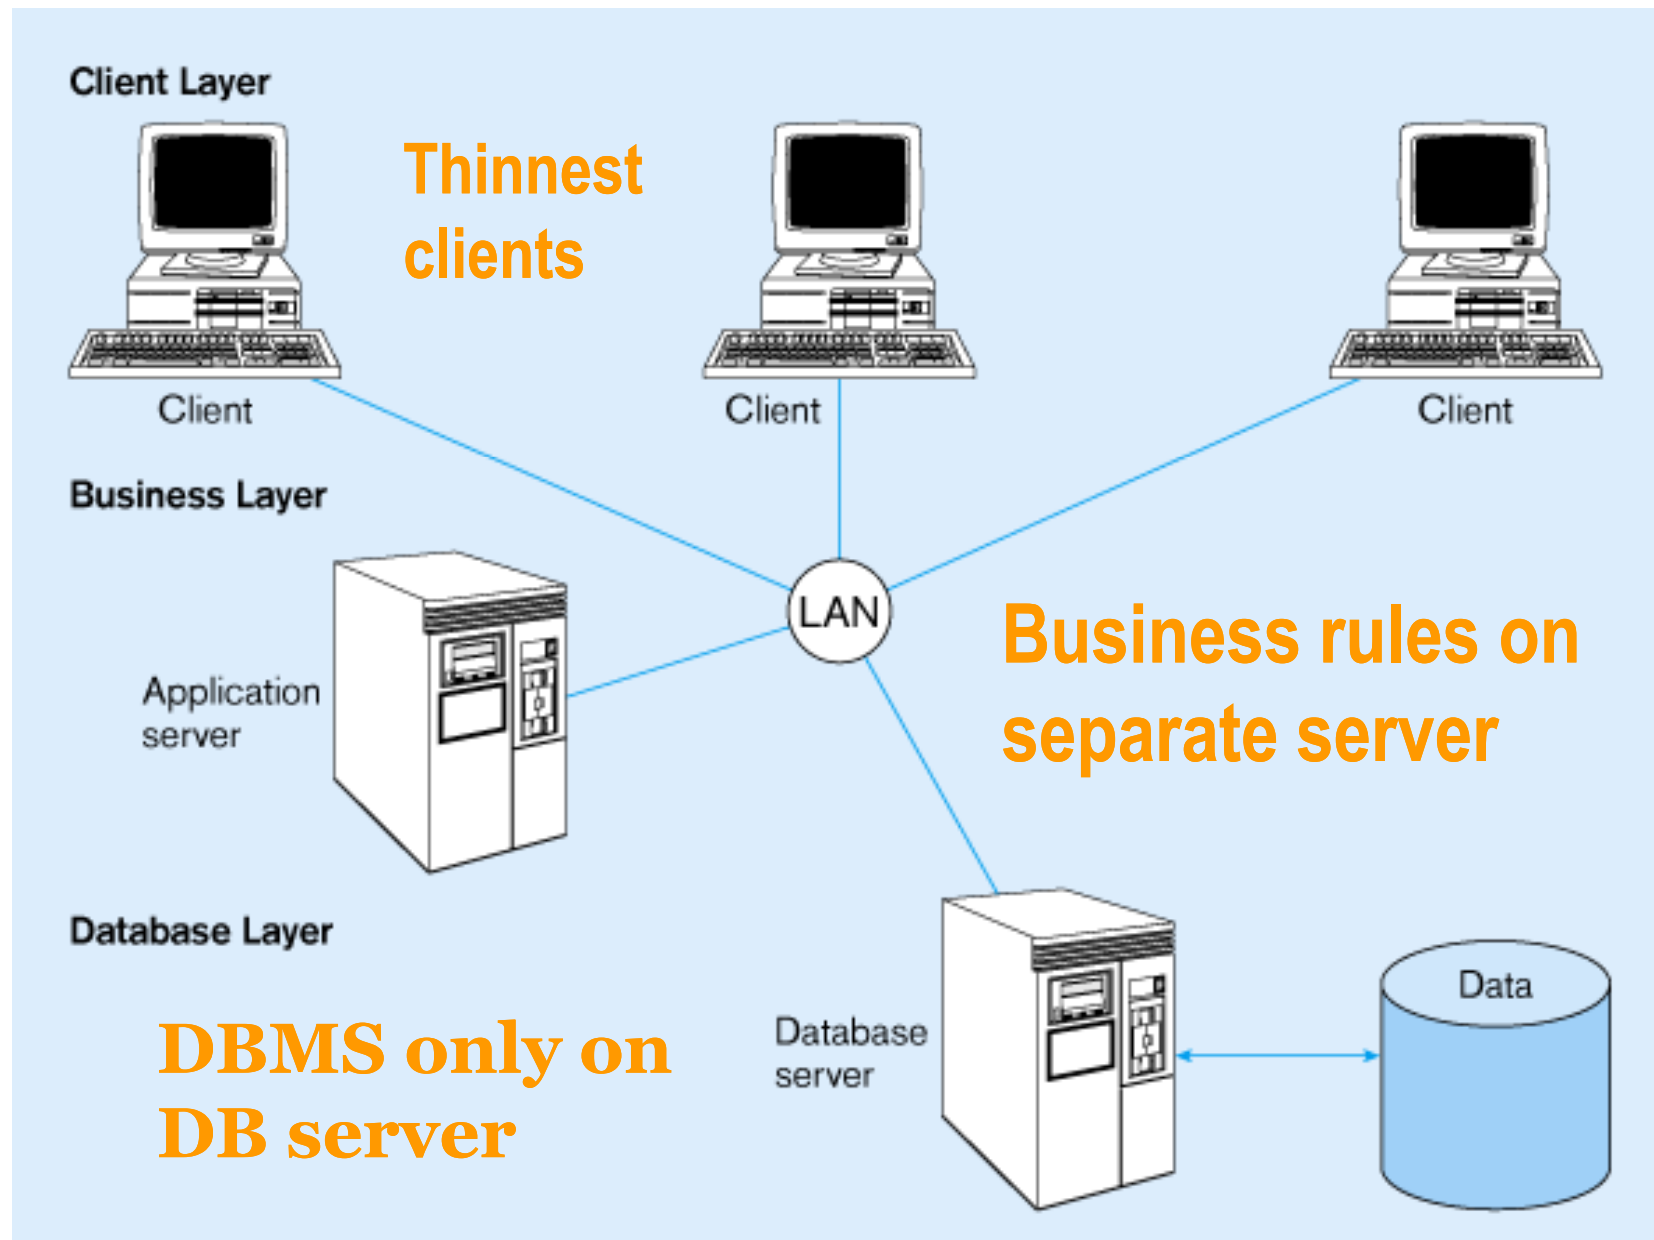 Client Layer
Thinnest
clients
Client
Client
Client
Business Layer
LAN
Business rules on
separate server
Application
server
Database Layer
Data
DBMS only on
DB server
Database
server